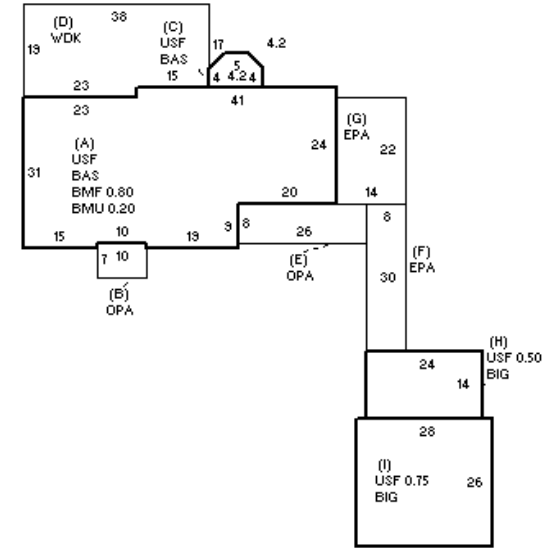 38
(D)
WDK
19
23
(C)
USF
BAS
15
17
4.2
5
4 4.2 4
23
41
(A)
USF
BAS
BMF 0.80
BMU 0.20
31
24
(G)
EPA
22
14
20
15
10
19
9
8
26
8
7 10
(B)
OPA
(E)
OPA
30
(F)
EPA
24
14
(H)
USF 0.50
BIG
28
(I)
USF 0.75
BIG
26